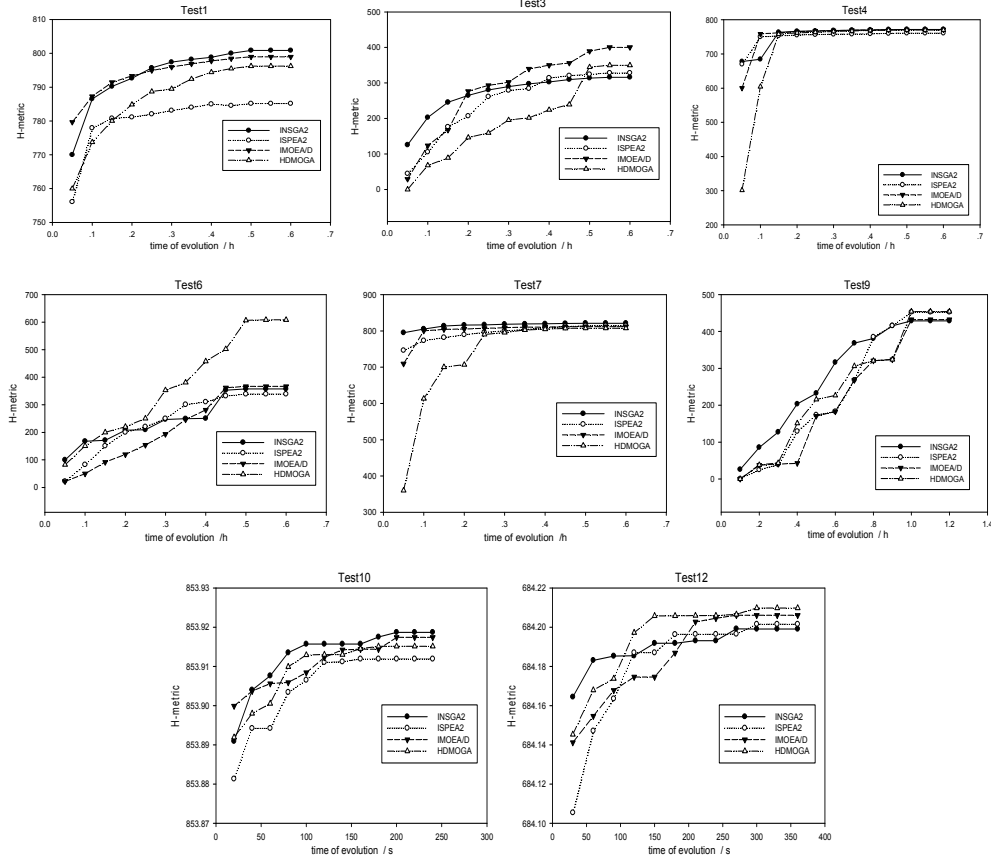 Test1
H-metric
810
800
790
780
770
760
750
0.0 .1 .2 .3 .4 .5 .6 .7
time of evolution / h
INSGA2
ISPEA2
IMOEA/D
HDMOGA
Test3
H-metric
500
400
300
200
100
0
0.0 .1 .2 .3 .4 .5 .6 .7
time of evolution / h
INSGA2
ISPEA2
IMOEA/D
HDMOGA
Test4
H-metric
800
700
600
500
400
300
200
0.0 .1 .2 .3 .4 .5 .6 .7
time of evolution / h
INSGA2
ISPEA2
IMOEA/D
HDMOGA
Test6
H-metric
700
600
500
400
300
200
100
0
0.0 .1 .2 .3 .4 .5 .6 .7
time of evolution /h
INSGA2
ISPEA2
IMOEA/D
HDMOGA
Test7
H-metric
900
800
700
600
500
400
300
0.0 .1 .2 .3 .4 .5 .6 .7
time of evolution /h
INSGA2
ISPEA2
IMOEA/D
HDMOGA
Test9
H-metric
500
400
300
200
100
0
0.0 .2 .4 .6 .8 1.0 1.2 1.4
time of evolution / h
INSGA2
ISPEA2
IMOEA/D
HDMOGA
Test10
H-metric
853.93
853.92
853.91
853.90
853.89
853.88
853.87
0 50 100 150 200 250 300
time of evolution / s
INSGA2
ISPEA2
IMOEA/D
HDMOGA
Test12
H-metric
684.22
684.20
684.18
684.16
684.14
684.12
684.10
0 50 100 150 200 250 300 350 400
time of evolution / s
INSGA2
ISPEA2
IMOEA/D
HDMOGA